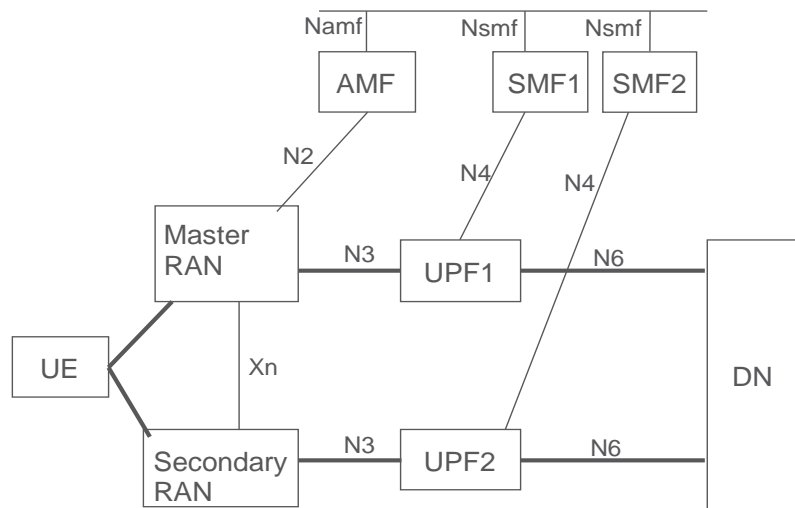 Namf
Nsmf
Nsmf
AMF
SMF1
SMF2
N2
N4
N4
Master
RAN
N3
UPF1
N6
UE
Xn
DN
Secondary
RAN
N3
UPF2
N6